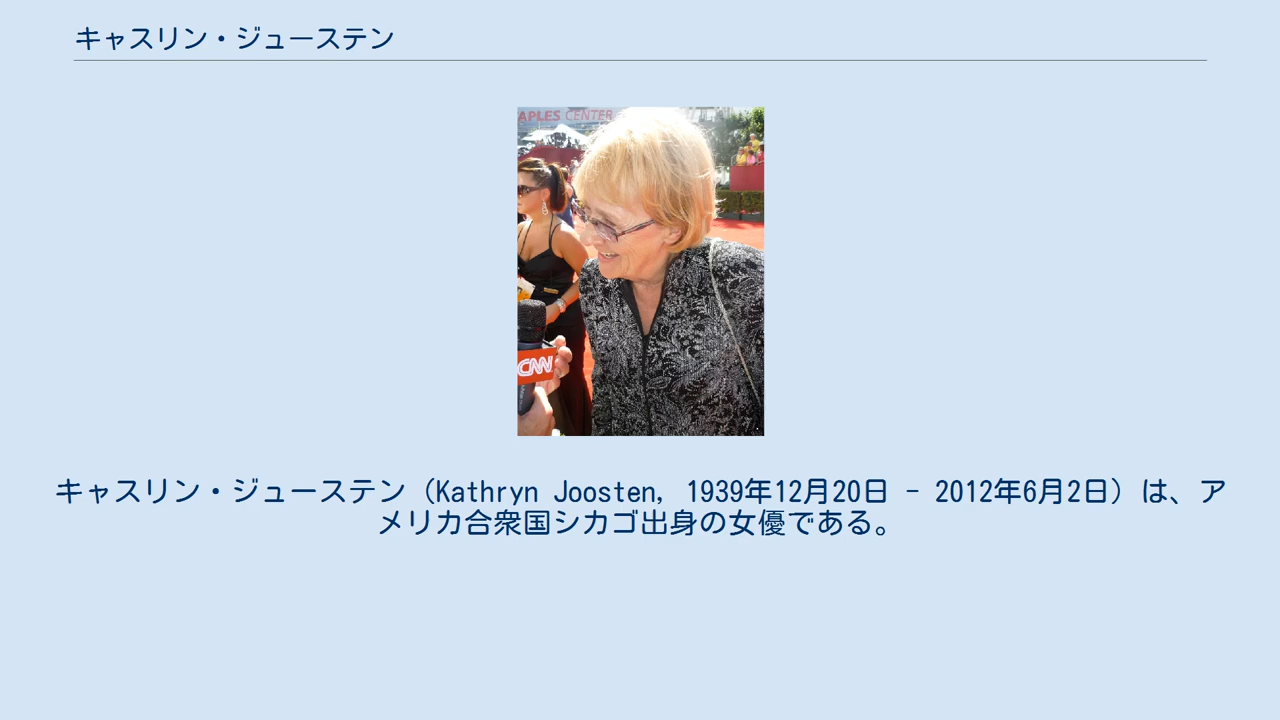 キャスリン・ジューステン
APLES CENTER
CNN
キャスリン・ジューステン（Kathryn Joosten, 1939年12月20日 - 2012年6月2日）は、ア
メリカ合衆国シカゴ出身の女優である。